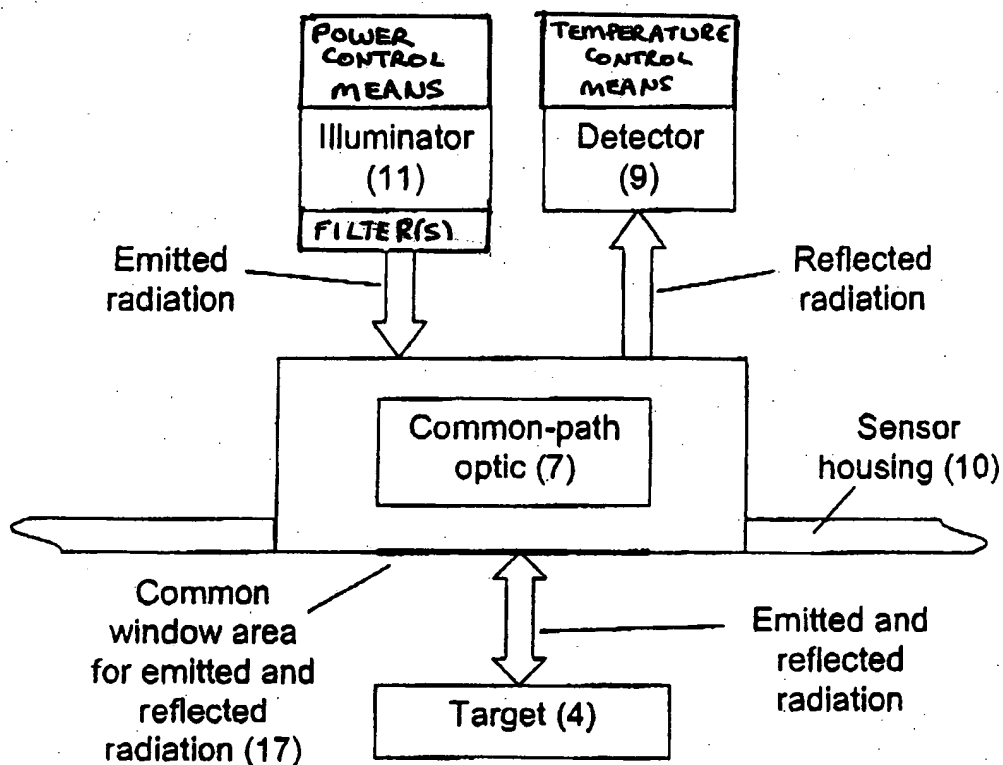 POWER
CONTROL
MEANS
TEMPERATURE
CONTROL
MEANS
Illuminator
(11)
Detector
(9)
FILTER(S)
Emitted
radiation
Reflected
radiation
Common-path
optic (7)
Sensor
housing (10)
Common
window area
for emitted and
reflected
radiation (17)
Emitted and
reflected
radiation
Target (4)